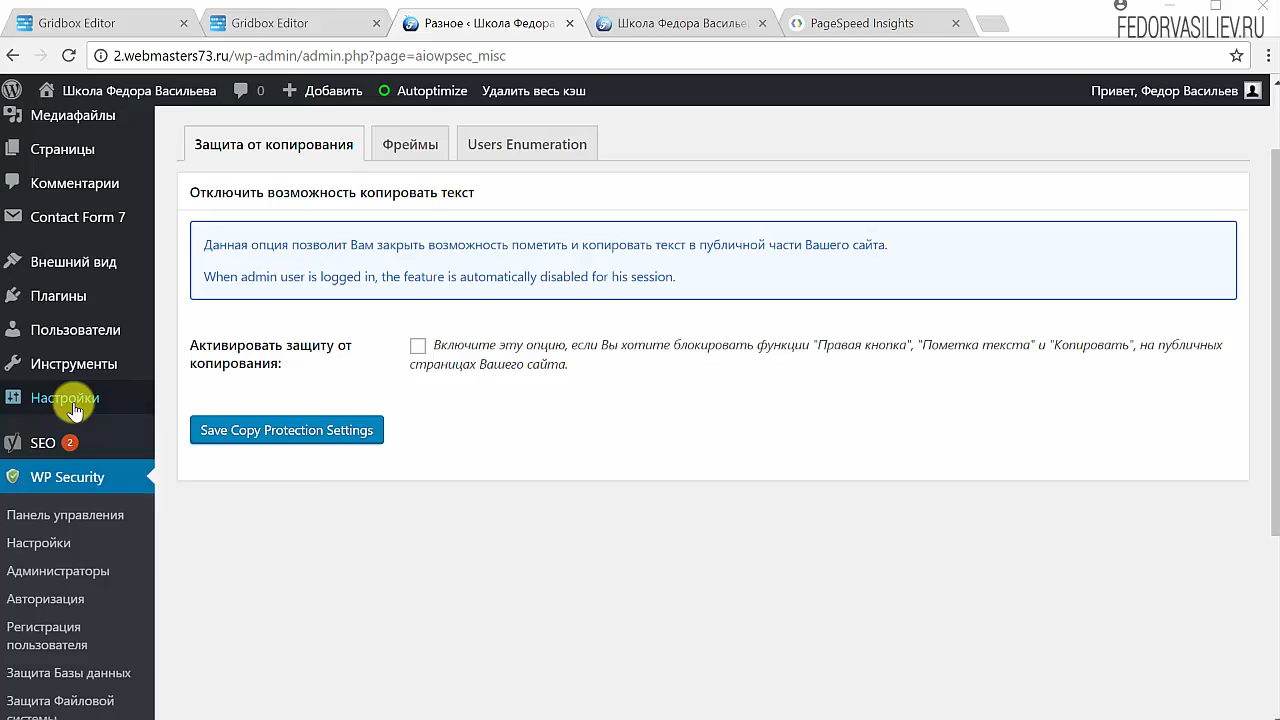 Gridbox Editor
Gridbox Editor
Разное ‹ Школа Федора
Школа Федора Василье
PageSpeed Insights
FEDORVASILIEV.RU
2.webmasters73.ru/wp-admin/admin.php?page=aiowpsec_misc
Школа Федора Васильева
0
Добавить
Autoptimize
Удалить весь кэш
Привет, Федор Васильев
Медиафайлы
Страницы
Комментарии
Contact Form 7
Внешний вид
Плагины
Пользователи
Инструменты
Настройки
SEO 2
WP Security
Панель управления
Настройки
Администраторы
Авторизация
Регистрация
пользователя
Защита Базы данных
Защита Файловой
системы
Защита от копирования
Фреймы
Users Enumeration
Отключить возможность копировать текст
Данная опция позволит Вам закрыть возможность пометить и копировать текст в публичной части Вашего сайта.
When admin user is logged in, the feature is automatically disabled for his session.
Активировать защиту от
копирования:
Включите эту опцию, если Вы хотите блокировать функции "Правая кнопка", "Пометка текста" и "Копировать", на публичных
страницах Вашего сайта.
Save Copy Protection Settings